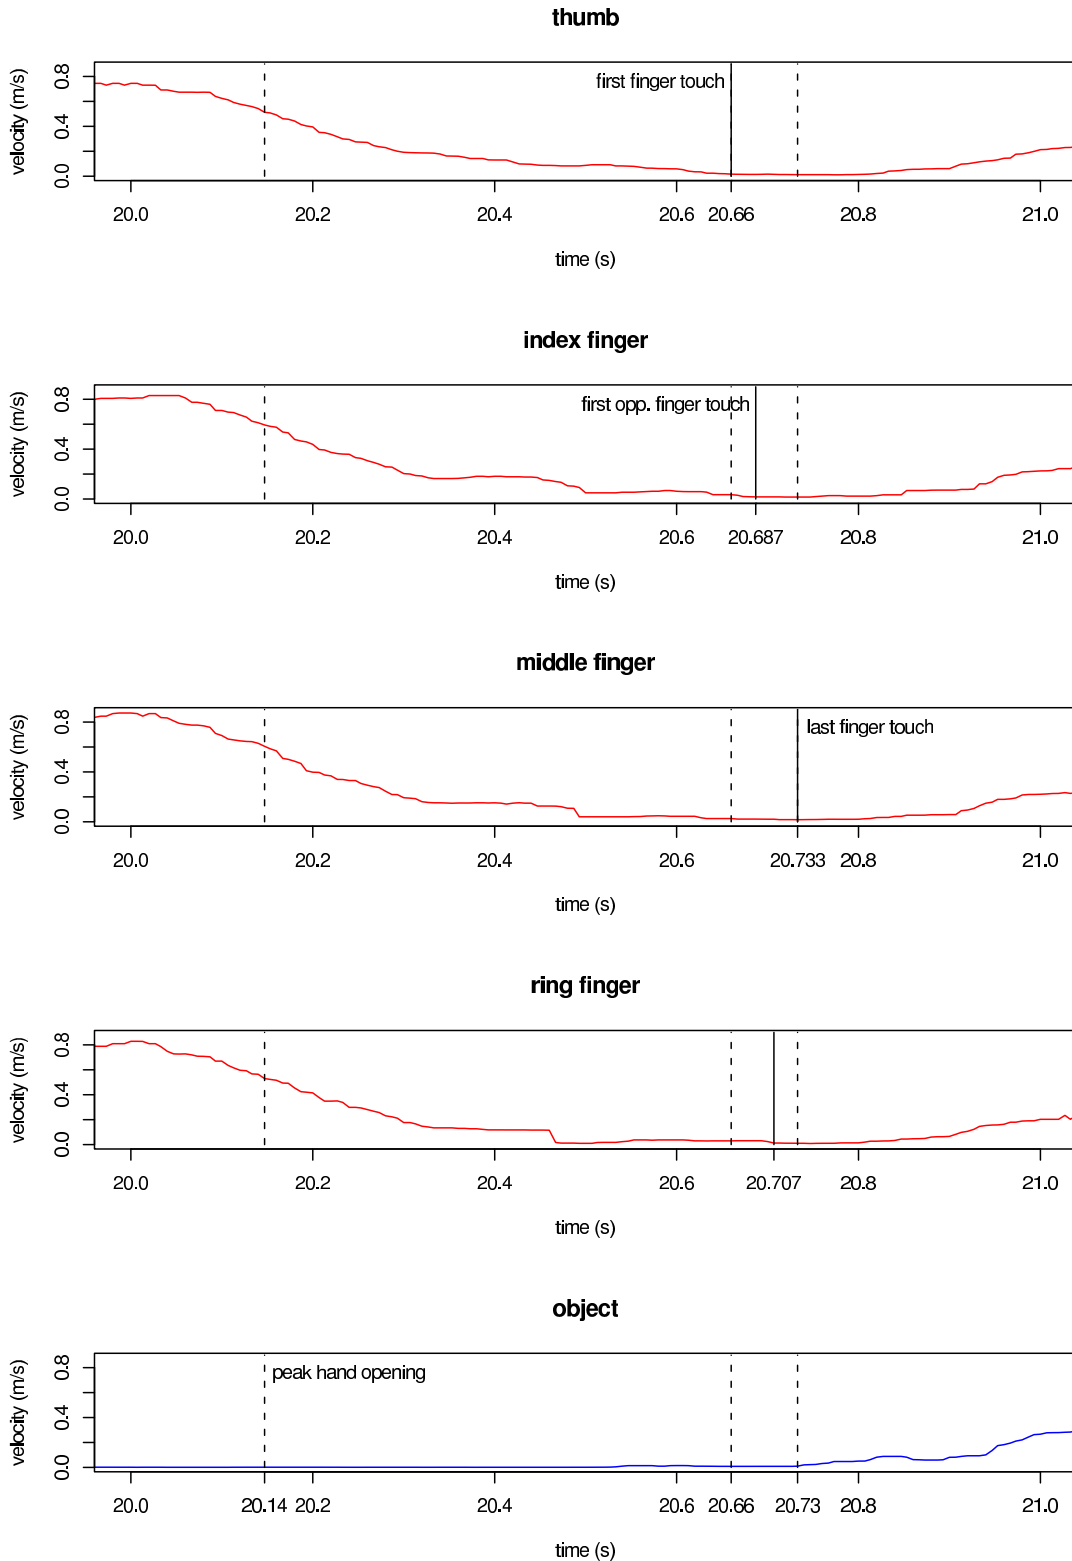 thumb
velocity (m/s)
0.0 0.4 0.8
first finger touch
20.0 20.2 20.4 20.6 20.66 20.8 21.0
time (s)
index finger
velocity (m/s)
0.0 0.4 0.8
first opp. finger touch
20.0 20.2 20.4 20.6 20.687 20.8 21.0
time (s)
middle finger
velocity (m/s)
0.0 0.4 0.8
last finger touch
20.0 20.2 20.4 20.6 20.733 20.8 21.0
time (s)
ring finger
velocity (m/s)
0.0 0.4 0.8
20.0 20.2 20.4 20.6 20.707 20.8 21.0
time (s)
object
velocity (m/s)
0.0 0.4 0.8
peak hand opening
20.0 20.14 20.2 20.4 20.6 20.66 20.73 20.8 21.0
time (s)